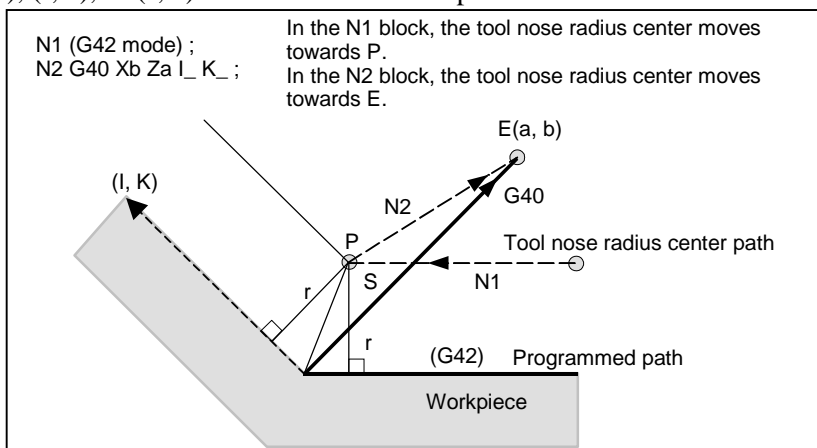 N1 (G42 mode) ;
N2 G40 Xb Za I_ K_ ;
In the N1 block, the tool nose radius center moves
towards P.
In the N2 block, the tool nose radius center moves
towards E.
E(a, b)
(I, K)
G40
N2
P
Tool nose radius center path
S
N1
r
r
(G42)
Programmed path
Workpiece